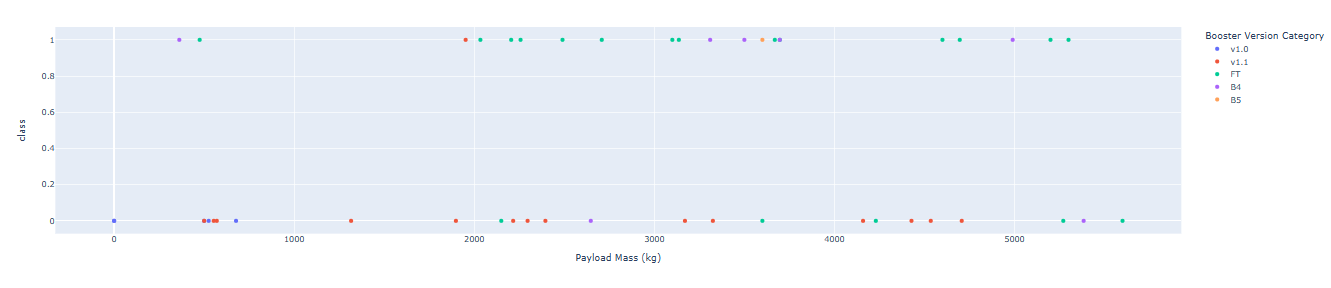 1
0.8
0.6
0.4
0.2
0
class
0
1000
2000
3000
4000
5000
Payload Mass (kg)
Booster Version Category
v1.0
v1.1
FT
B4
B5